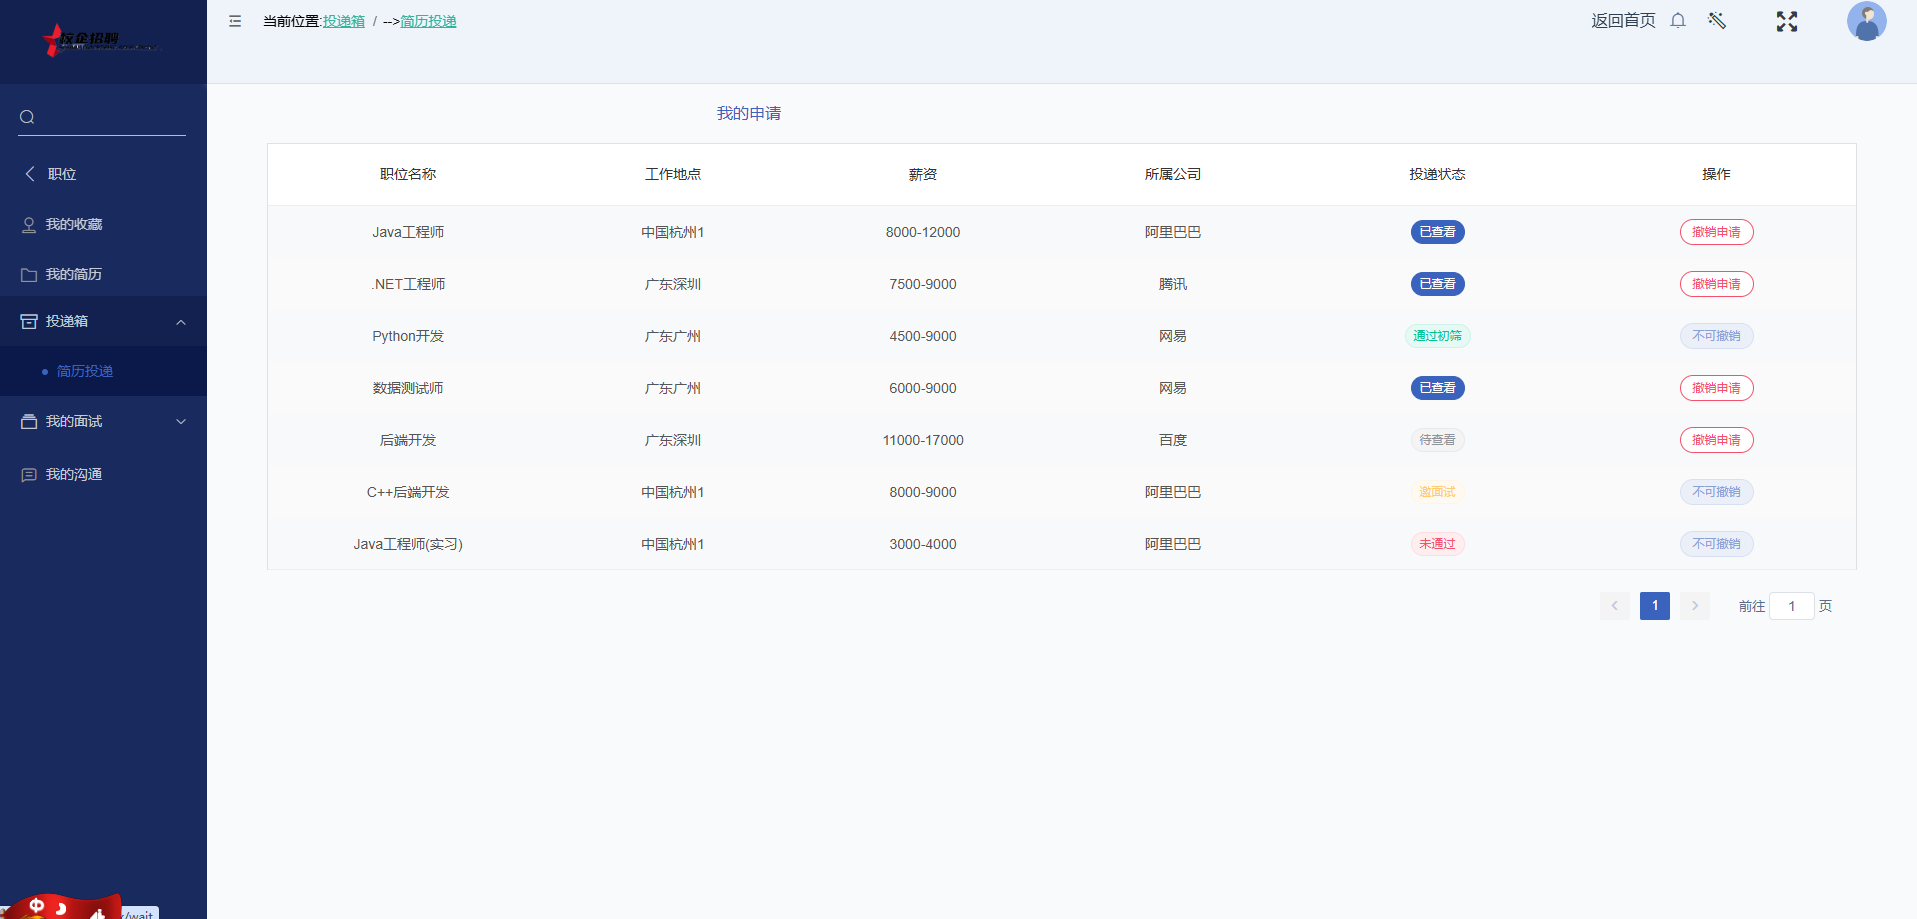 当前位置:投递箱 / -->简历投递
返回首页
职位
我的收藏
我的简历
投递箱
简历投递
我的面试
我的沟通
我的申请
职位名称 工作地点 薪资 所属公司 投递状态 操作
Java工程师 中国杭州1 8000-12000 阿里巴巴 已查看 撤销申请
.NET工程师 广东深圳 7500-9000 腾讯 已查看 撤销申请
Python开发 广东广州 4500-9000 网易 通过初筛 不可撤销
数据测试师 广东广州 6000-9000 网易 已查看 撤销申请
后端开发 广东深圳 11000-17000 百度 待查看 撤销申请
C++后端开发 中国杭州1 8000-9000 阿里巴巴 邀面试 不可撤销
Java工程师(实习) 中国杭州1 3000-4000 阿里巴巴 未通过 不可撤销
1 前往 1 页
/wait